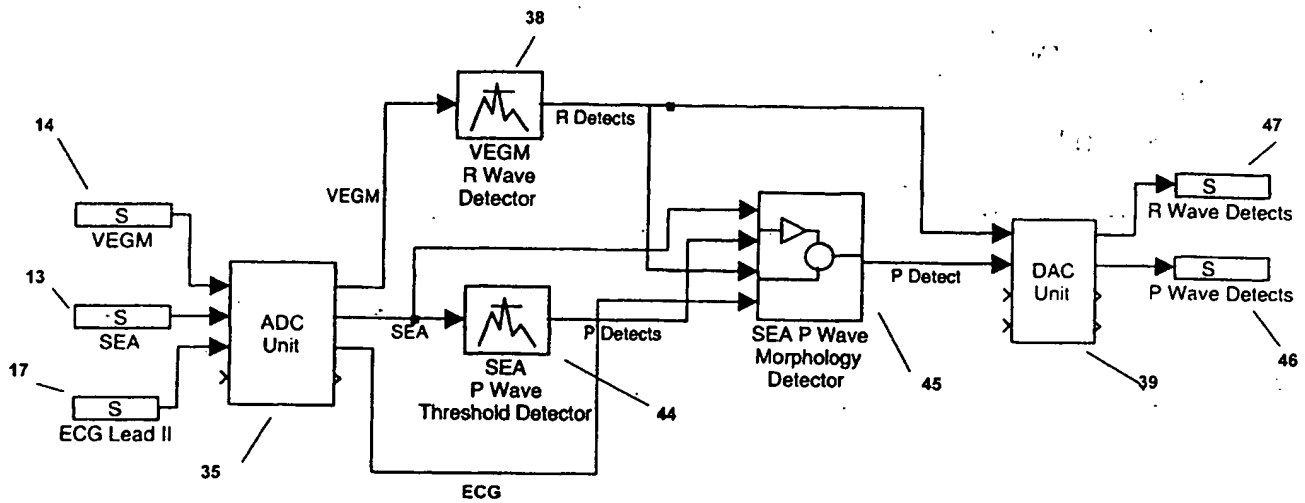 38
14
47
R Detects
S
R Wave Detects
VEGM
R Wave
Detector
VEGM
S
VEGM
13
S
SEA
ADC
Unit
SEA
P Detects
P Detect
DAC
Unit
S
P Wave Detects
SEA P Wave
Morphology
Detector
SEA
P Wave
Threshold Detector
17
S
ECG Lead II
35
44
45
39
46
ECG